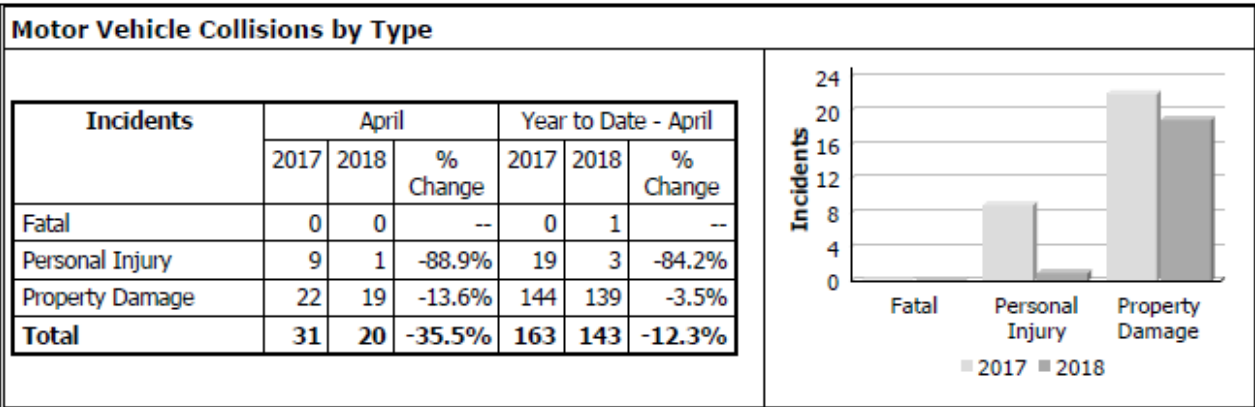 Motor Vehicle Collisions by Type
Incidents April Year to Date - April
2017 2018 % Change 2017 2018 % Change
Fatal 0 0 -- 0 1 --
Personal Injury 9 1 -88.9% 19 3 -84.2%
Property Damage 22 19 -13.6% 144 139 -3.5%
Total 31 20 -35.5% 163 143 -12.3%
Incidents
24
20
16
12
8
4
0
Fatal Personal Injury Property Damage
2017 2018